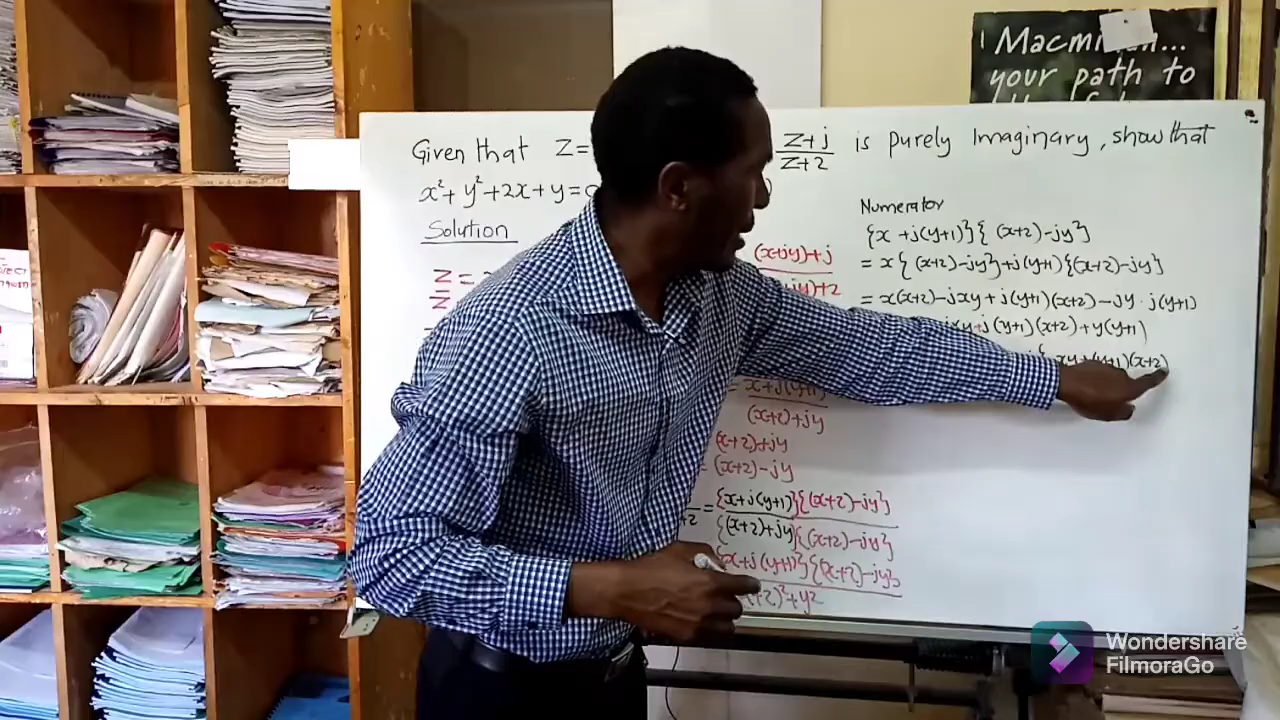 Macmi
your path to
Given that Z= Z+j / Z+2 is purely Imaginary, show that
x²+y²+2x+y=
Solution
Z=
Z
(x+jy)+j
+2
= x+j(y+1)
(x+2)+jy
(x+2)+jy
= (x+2)-jy
= {x+j(y+1)}{(x+2)-jy}
{(x+2)+jy}{(x+2)-jy}
{x+j(y+1)}{(x+2)-jy}
+2)²+y2
Numerator
{x +j(y+1)}{ (x+2)-jy}
= x{ (x+2)-jy}+j(y+1){(x+2)-jy}
= x(x+2)-jxy+j(y+1)(x+2)-jy·j(y+1)
+j(y+1)(x+2)+y(y+1)
xy+(y+1)(x+2)
Wondershare
FilmoraGo